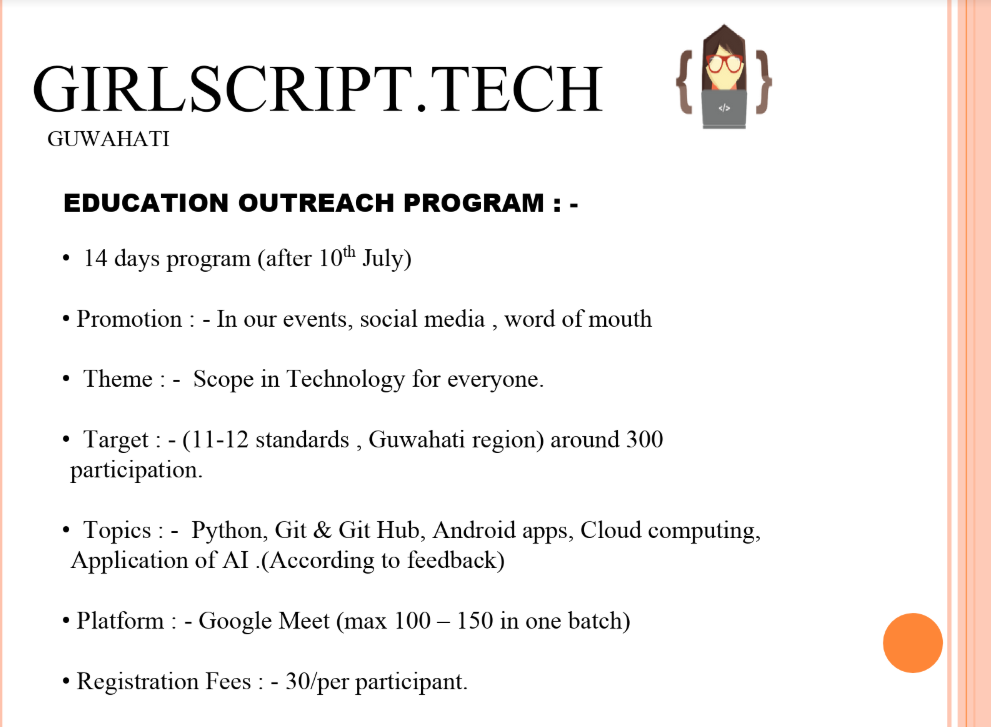 GIRLSCRIPT.TECH
GUWAHATI
</>
EDUCATION OUTREACH PROGRAM : -
• 14 days program (after 10th July)
• Promotion : - In our events, social media , word of mouth
• Theme : - Scope in Technology for everyone.
• Target : - (11-12 standards , Guwahati region) around 300
participation.
• Topics : - Python, Git & Git Hub, Android apps, Cloud computing,
Application of AI .(According to feedback)
• Platform : - Google Meet (max 100 – 150 in one batch)
• Registration Fees : - 30/per participant.